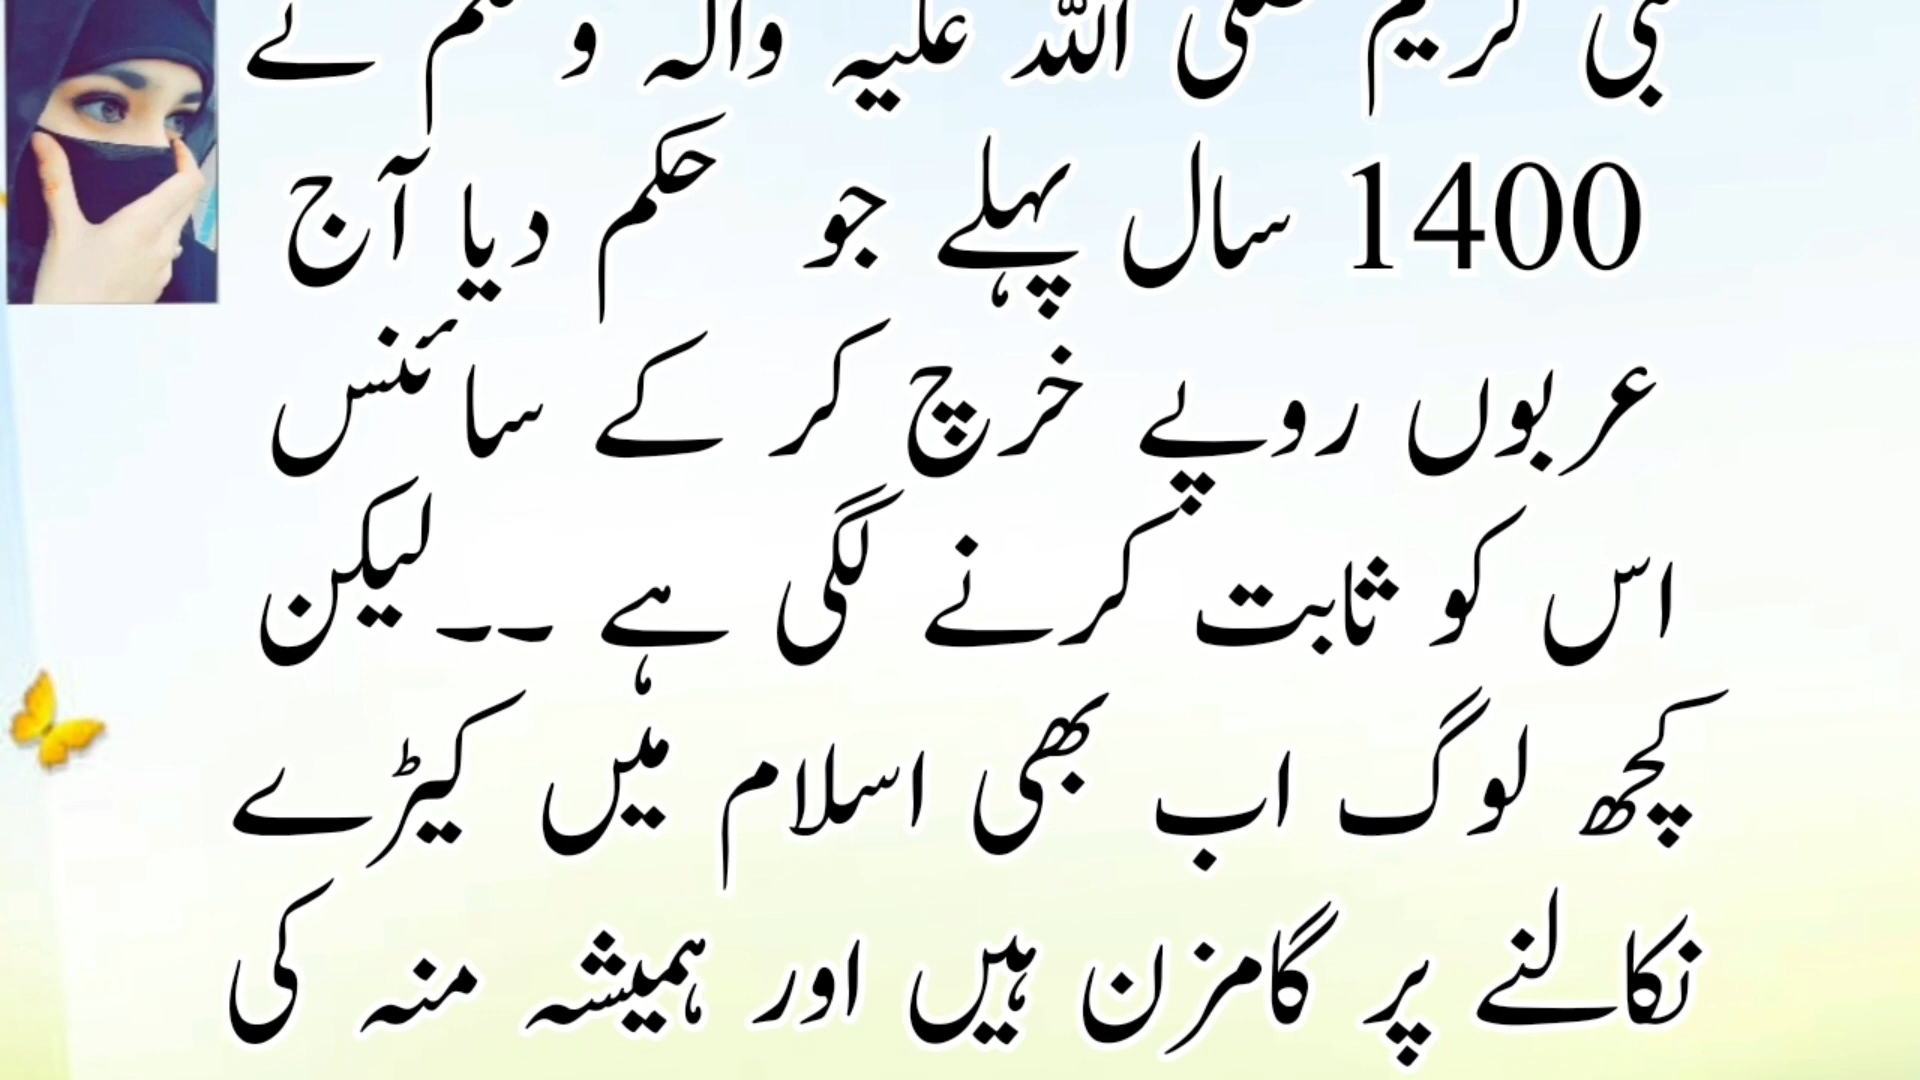 نبی کریم صلی اللہ علیہ وآلہ وسلم نے
1400 سال پہلے جو حکم دیا آج
عربوں روپے خرچ کر کے سائنس
اس کو ثابت کرنے لگی ہے ۔۔لیکن
کچھ لوگ اب بھی اسلام میں کیڑے
نکالنے پر گامزن ہیں اور ہمیشہ منہ کی